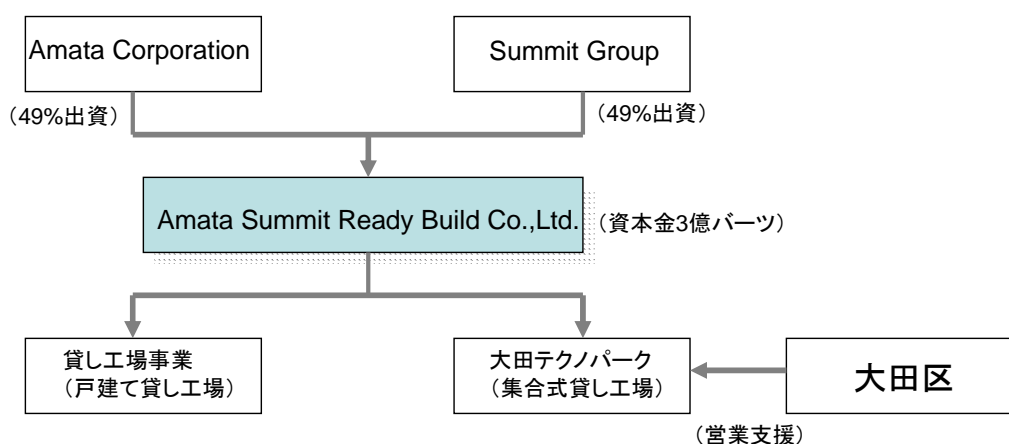 Amata Corporation
Summit Group
（49%出資）
（49%出資）
Amata Summit Ready Build Co.,Ltd.
（資本金3億バーツ）
貸し工場事業
（戸建て貸し工場）
大田テクノパーク
（集合式貸し工場）
大田区
（営業支援）